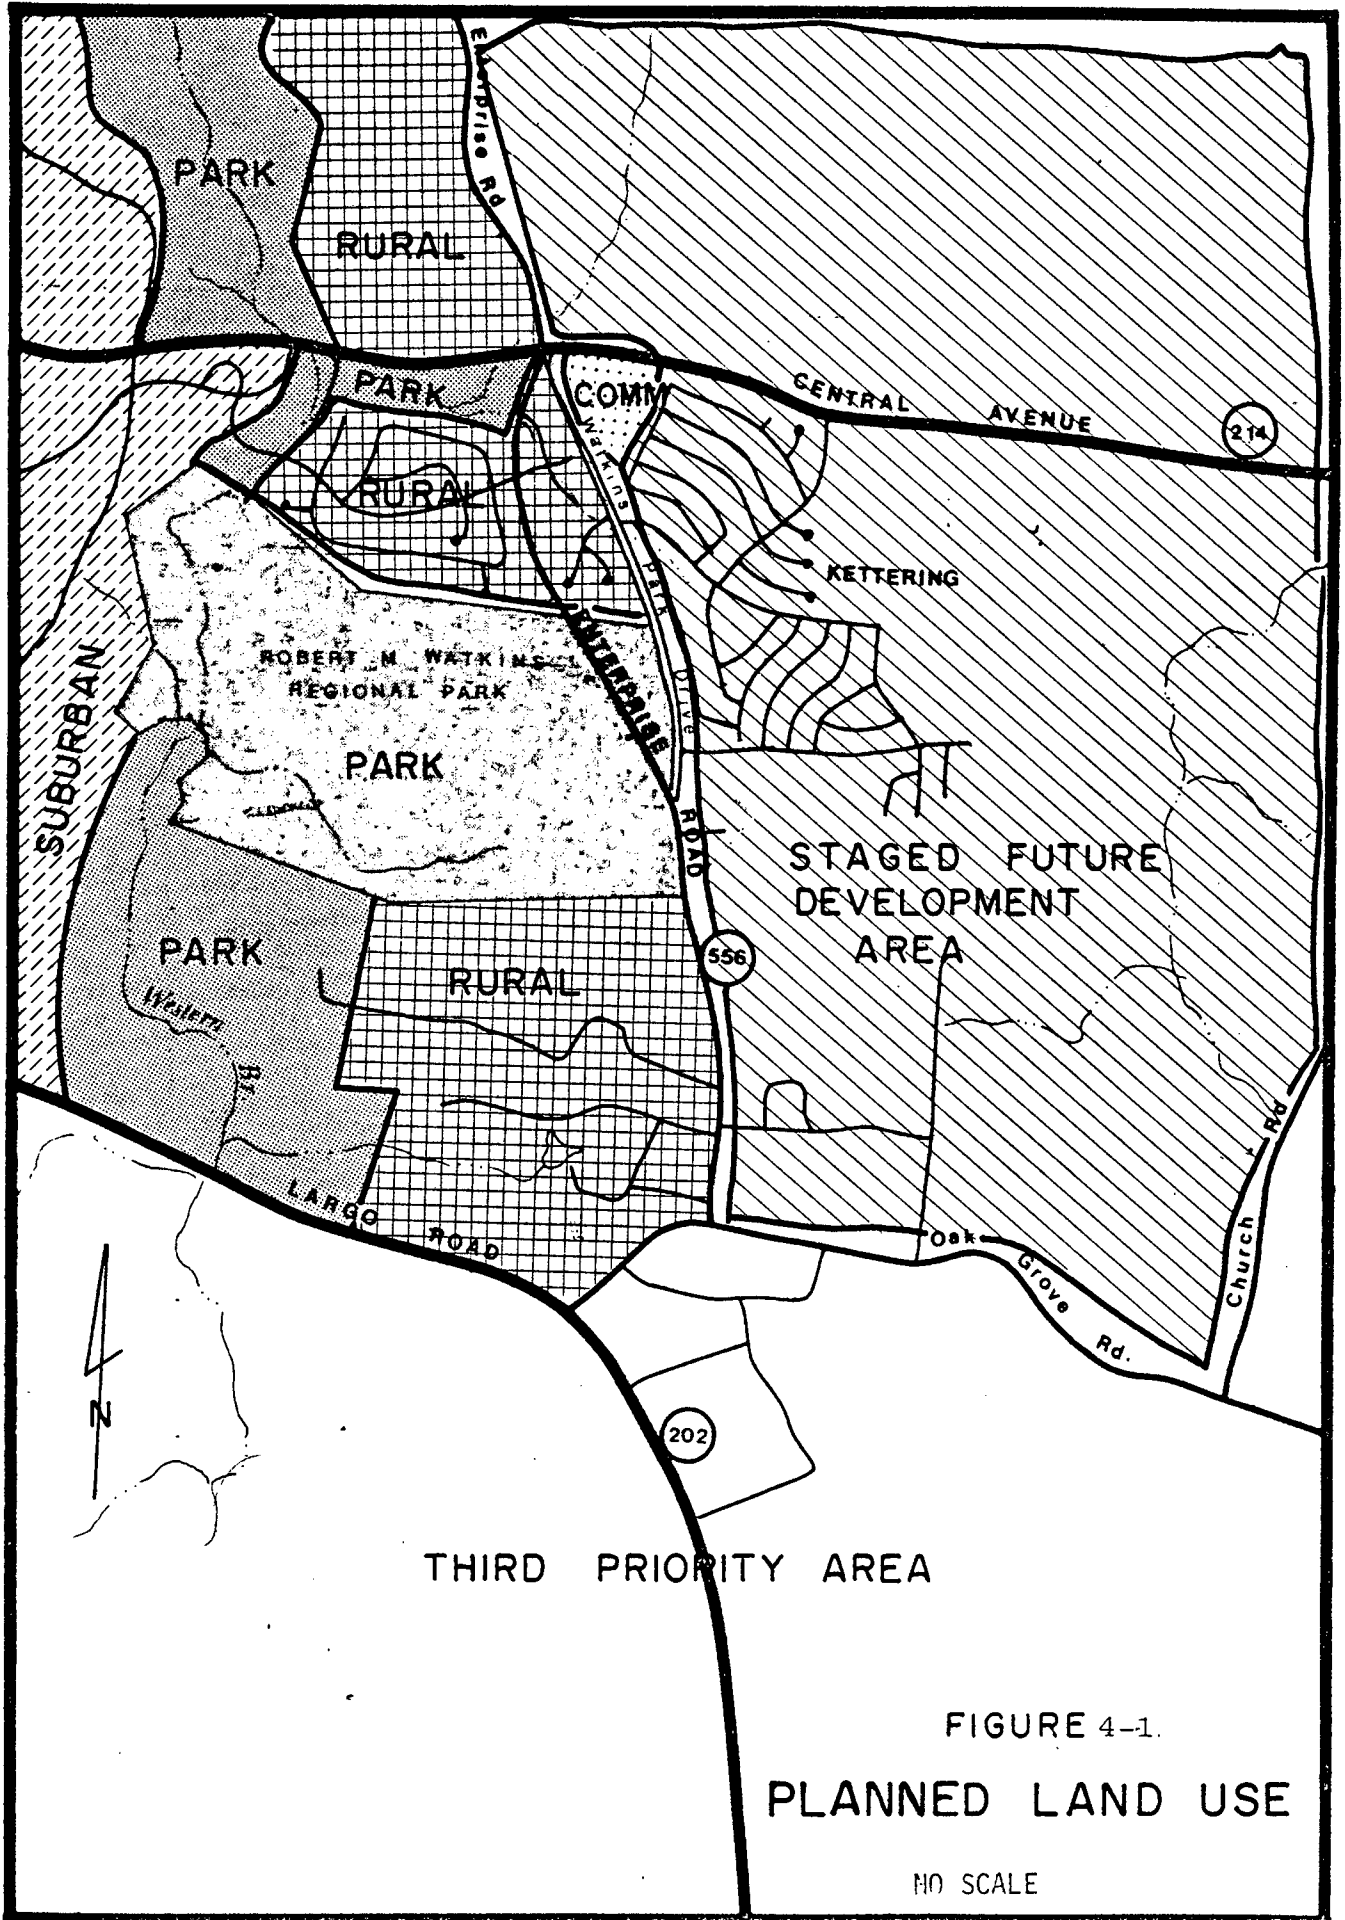 Enterprise Rd
PARK
RURAL
PARK
COMM
CENTRAL AVENUE
214
Watkins Park Drive
RURAL
KETTERING
ROBERT M WATKINS
REGIONAL PARK
ENTERPRISE ROAD
SUBURBAN
PARK
STAGED FUTURE
DEVELOPMENT
AREA
PARK
RURAL
556
Western Br.
Church Rd
LARGO ROAD
Oak Grove Rd.
N
202
THIRD PRIORITY AREA
FIGURE 4-1.
PLANNED LAND USE
NO SCALE